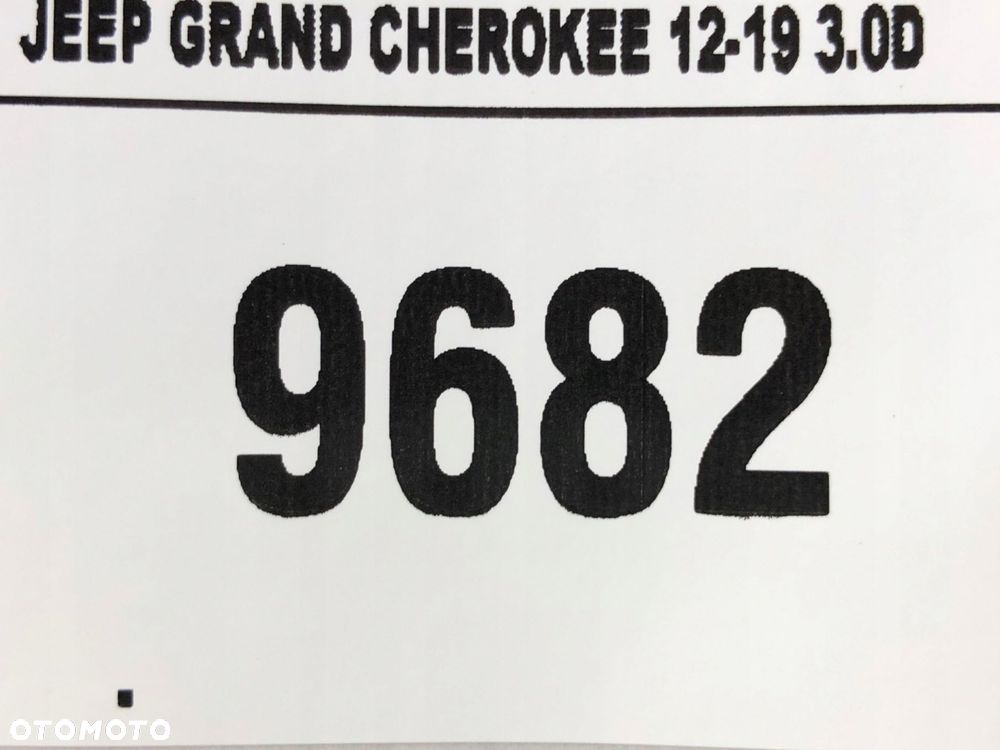 JEEP GRAND CHEROKEE 12-19 3.0D
9682
.
OTOMOTO